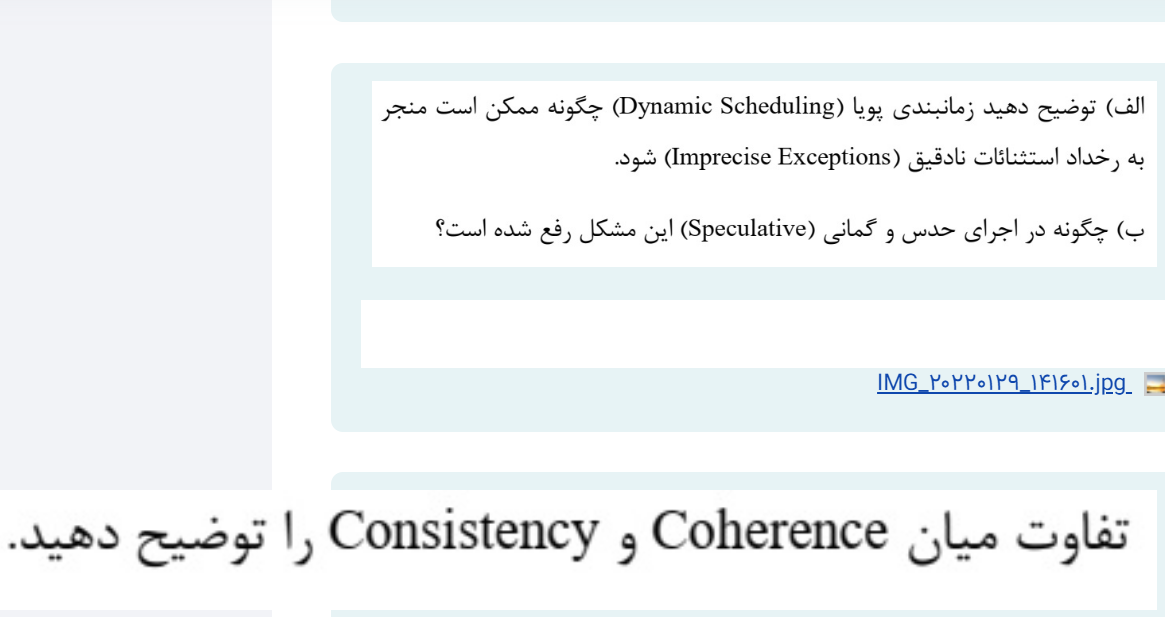 الف) توضیح دهید زمانبندی پویا (Dynamic Scheduling) چگونه ممکن است منجر
به رخداد استثنائات نادقیق (Imprecise Exceptions) شود.
ب) چگونه در اجرای حدس و گمانی (Speculative) این مشکل رفع شده است؟
IMG_۲۰۲۲۰۱۲۹_۱۴۱۶۰۱.jpg
تفاوت میان Coherence و Consistency را توضیح دهید.